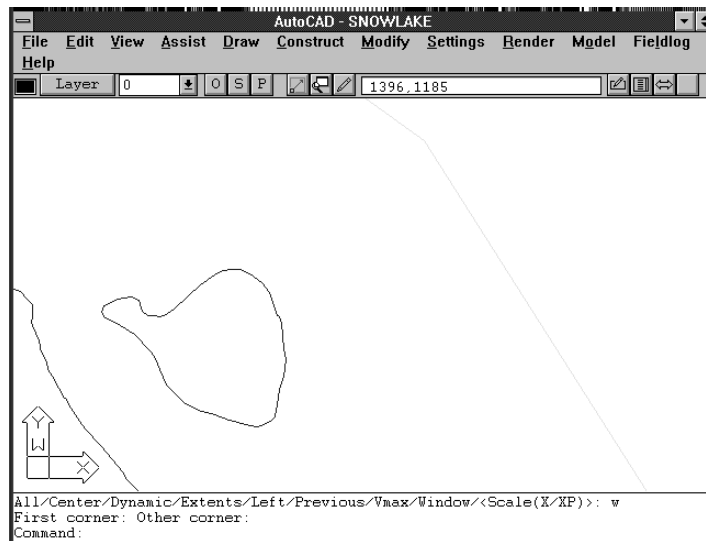 AutoCAD - SNOWLAKE
File Edit View Assist Draw Construct Modify Settings Render Model Fieldlog
Help
Layer 0 O S P 1396,1185
Y
W
X
All/Center/Dynamic/Extents/Left/Previous/Vmax/Window/<Scale(X/XP)>: w
First corner: Other corner:
Command: